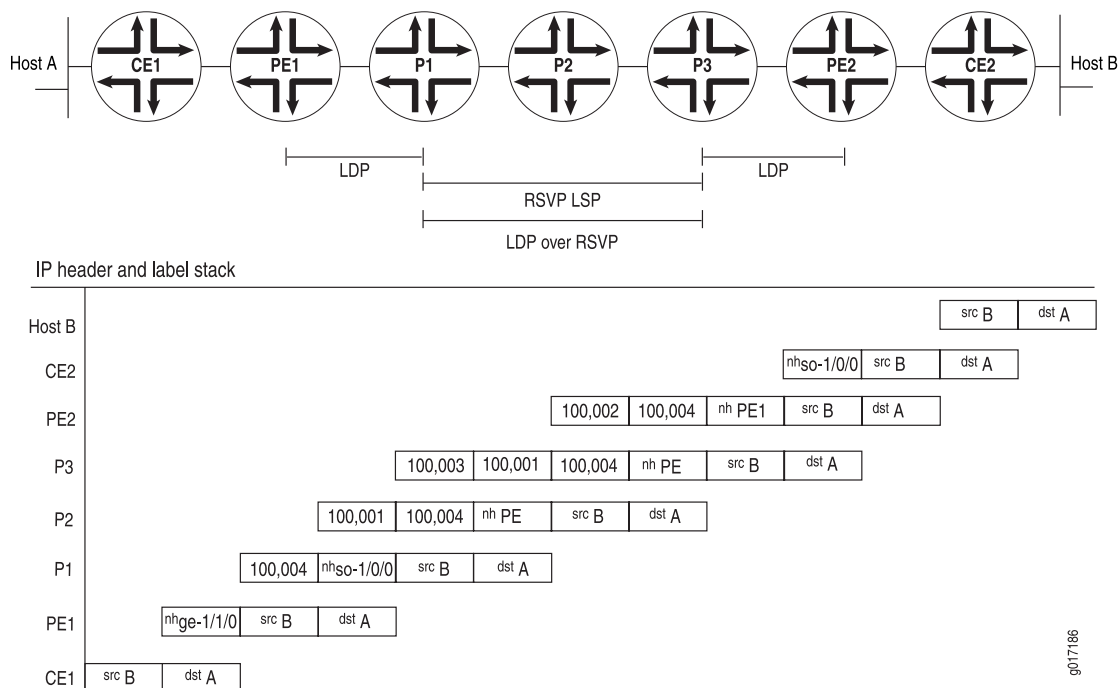 Host A CE1 PE1 P1 P2 P3 PE2 CE2 Host B
LDP LDP
RSVP LSP
LDP over RSVP
IP header and label stack
Host B src B dst A
CE2 nhso-1/0/0 src B dst A
PE2 100,002 100,004 nh PE1 src B dst A
P3 100,003 100,001 100,004 nh PE src B dst A
P2 100,001 100,004 nh PE src B dst A
P1 100,004 nhso-1/0/0 src B dst A
PE1 nhge-1/1/0 src B dst A
CE1 src B dst A
g017186